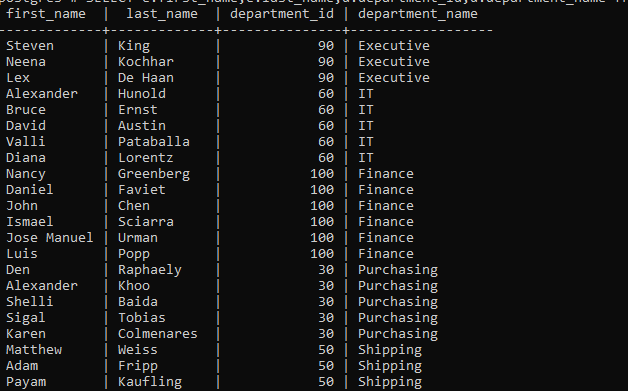 first_name | last_name | department_id | department_name
-------------+-------------+---------------+------------------
Steven | King | 90 | Executive
Neena | Kochhar | 90 | Executive
Lex | De Haan | 90 | Executive
Alexander | Hunold | 60 | IT
Bruce | Ernst | 60 | IT
David | Austin | 60 | IT
Valli | Pataballa | 60 | IT
Diana | Lorentz | 60 | IT
Nancy | Greenberg | 100 | Finance
Daniel | Faviet | 100 | Finance
John | Chen | 100 | Finance
Ismael | Sciarra | 100 | Finance
Jose Manuel | Urman | 100 | Finance
Luis | Popp | 100 | Finance
Den | Raphaely | 30 | Purchasing
Alexander | Khoo | 30 | Purchasing
Shelli | Baida | 30 | Purchasing
Sigal | Tobias | 30 | Purchasing
Karen | Colmenares | 30 | Purchasing
Matthew | Weiss | 50 | Shipping
Adam | Fripp | 50 | Shipping
Payam | Kaufling | 50 | Shipping